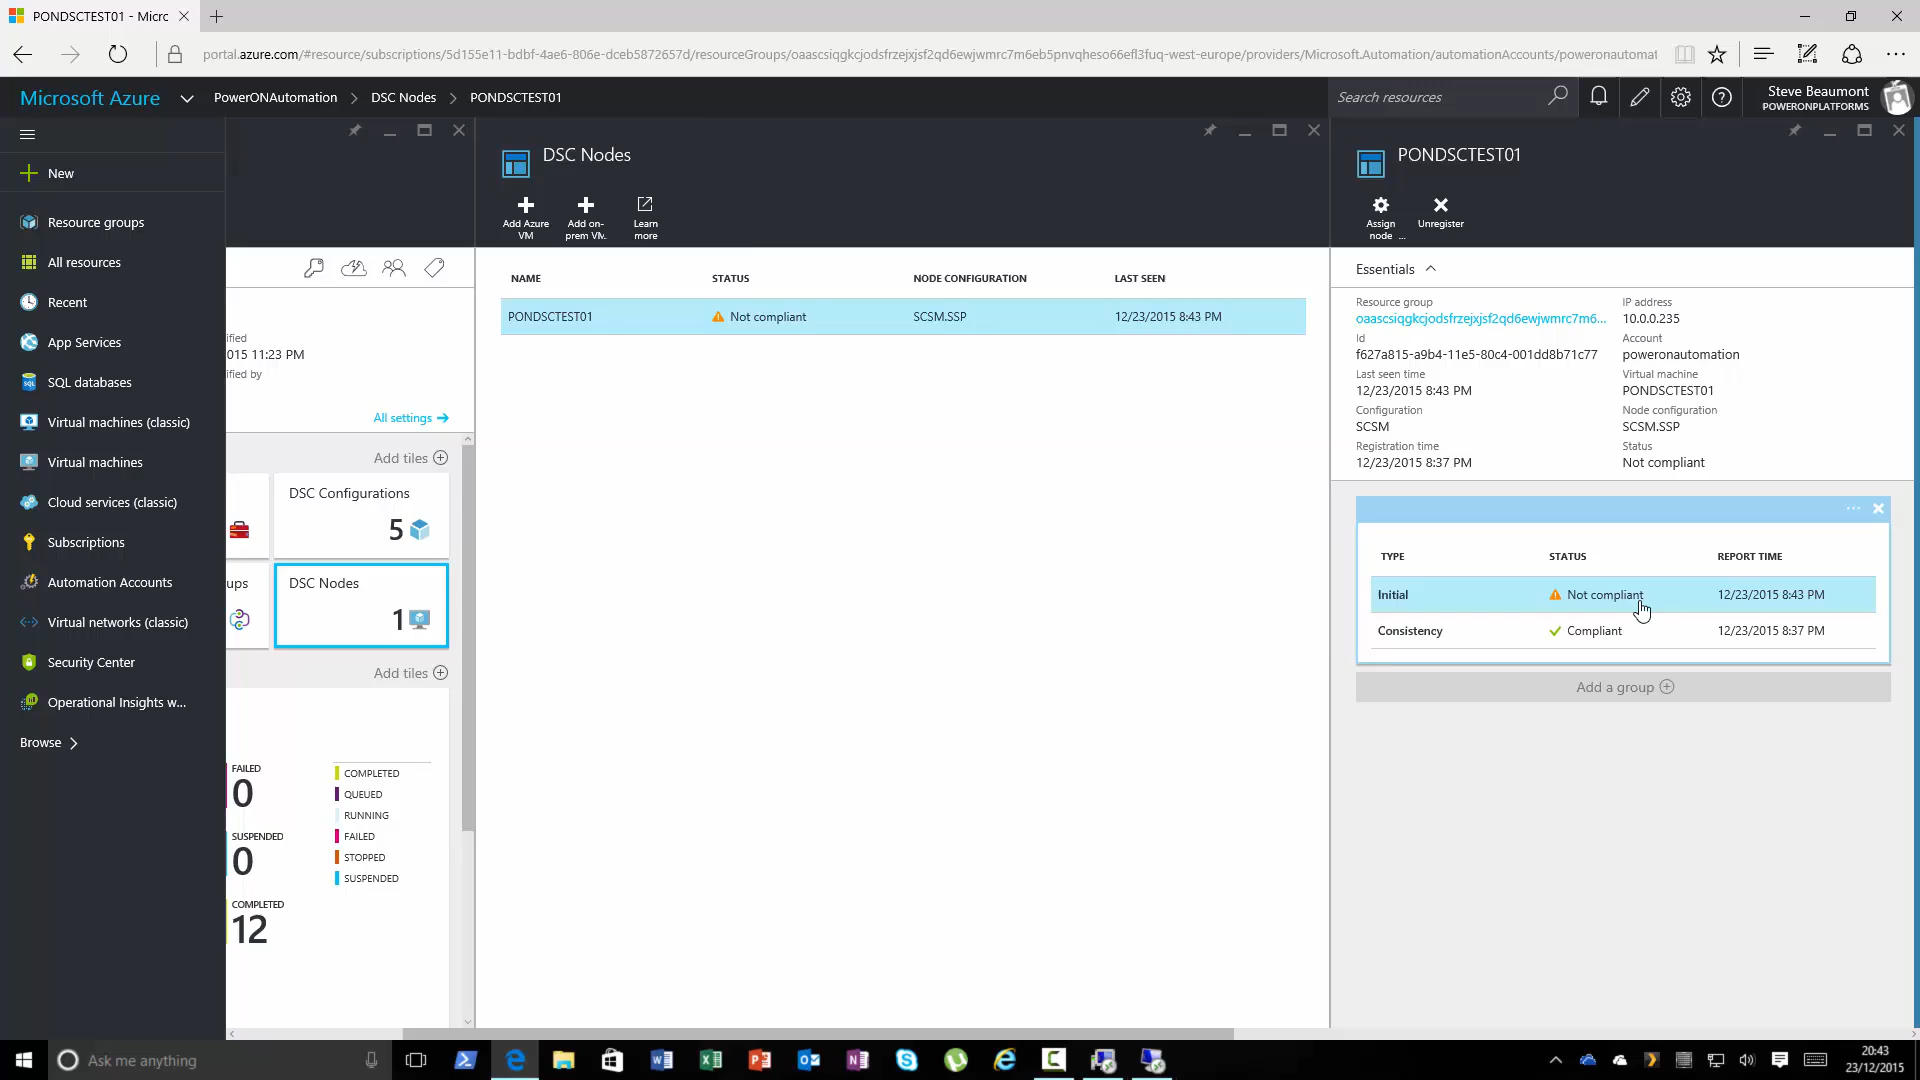 PONDSCTEST01 - Micrc
portal.azure.com/#resource/subscriptions/5d155e11-bdbf-4ae6-806e-dceb5872657d/resourceGroups/oaascsiqgkcjodsfrzejxjsf2qd6ewjwmrc7m6eb5pnvqheso66efl3fuq-west-europe/providers/Microsoft.Automation/automationAccounts/poweronautomat
Microsoft Azure
PowerONAutomation > DSC Nodes > PONDSCTEST01
Search resources
Steve Beaumont
POWERONPLATFORMS
New
Resource groups
All resources
Recent
App Services
SQL databases
Virtual machines (classic)
Virtual machines
Cloud services (classic)
Subscriptions
Automation Accounts
Virtual networks (classic)
Security Center
Operational Insights w...
Browse
ified
015 11:23 PM
ified by
All settings
Add tiles
DSC Configurations
5
ups
DSC Nodes
1
Add tiles
FAILED
0
SUSPENDED
0
COMPLETED
12
COMPLETED
QUEUED
RUNNING
FAILED
STOPPED
SUSPENDED
DSC Nodes
Add Azure VM
Add on-prem VM.
Learn more
NAME STATUS NODE CONFIGURATION LAST SEEN
PONDSCTEST01 Not compliant SCSM.SSP 12/23/2015 8:43 PM
PONDSCTEST01
Assign node ...
Unregister
Essentials
Resource group
oaascsiqgkcjodsfrzejxjsf2qd6ewjwmrc7m6...
Id
f627a815-a9b4-11e5-80c4-001dd8b71c77
Last seen time
12/23/2015 8:43 PM
Configuration
SCSM
Registration time
12/23/2015 8:37 PM
IP address
10.0.0.235
Account
poweronautomation
Virtual machine
PONDSCTEST01
Node configuration
SCSM.SSP
Status
Not compliant
TYPE STATUS REPORT TIME
Initial Not compliant 12/23/2015 8:43 PM
Consistency Compliant 12/23/2015 8:37 PM
Add a group
Ask me anything
20:43
23/12/2015